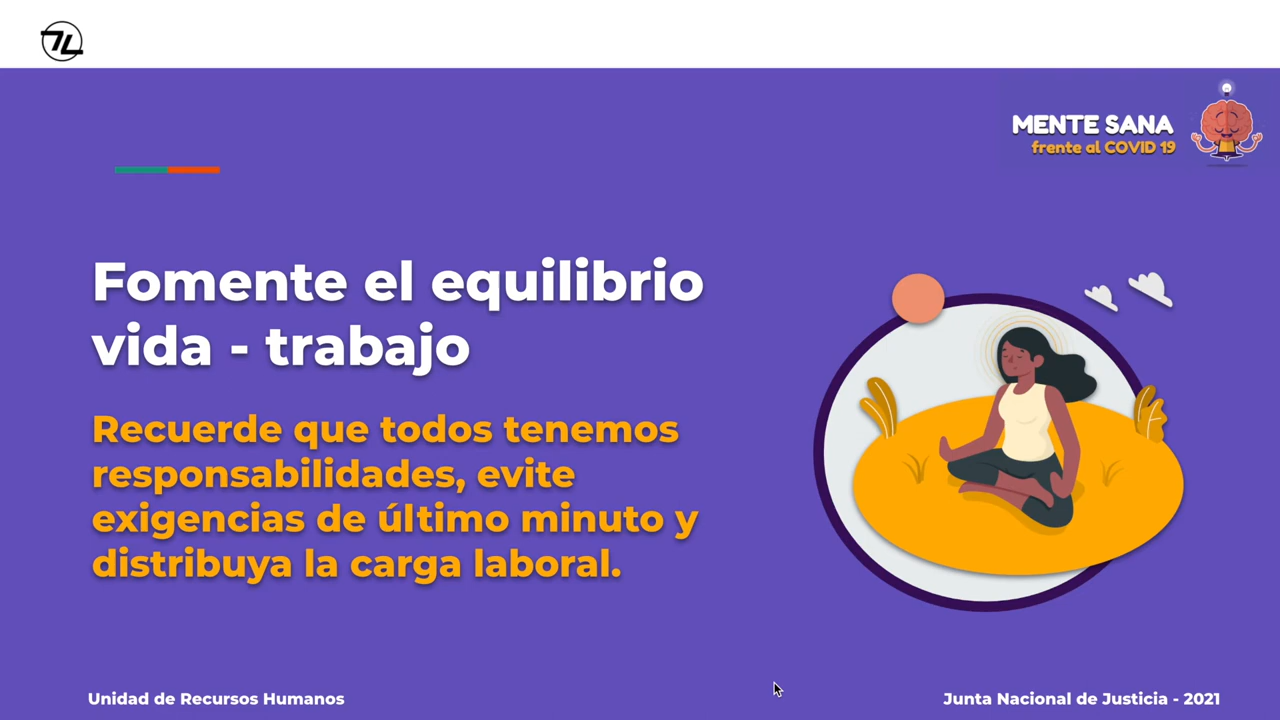 7L
MENTE SANA
frente al COVID 19
Fomente el equilibrio
vida - trabajo
Recuerde que todos tenemos
responsabilidades, evite
exigencias de último minuto y
distribuya la carga laboral.
Unidad de Recursos Humanos
Junta Nacional de Justicia - 2021